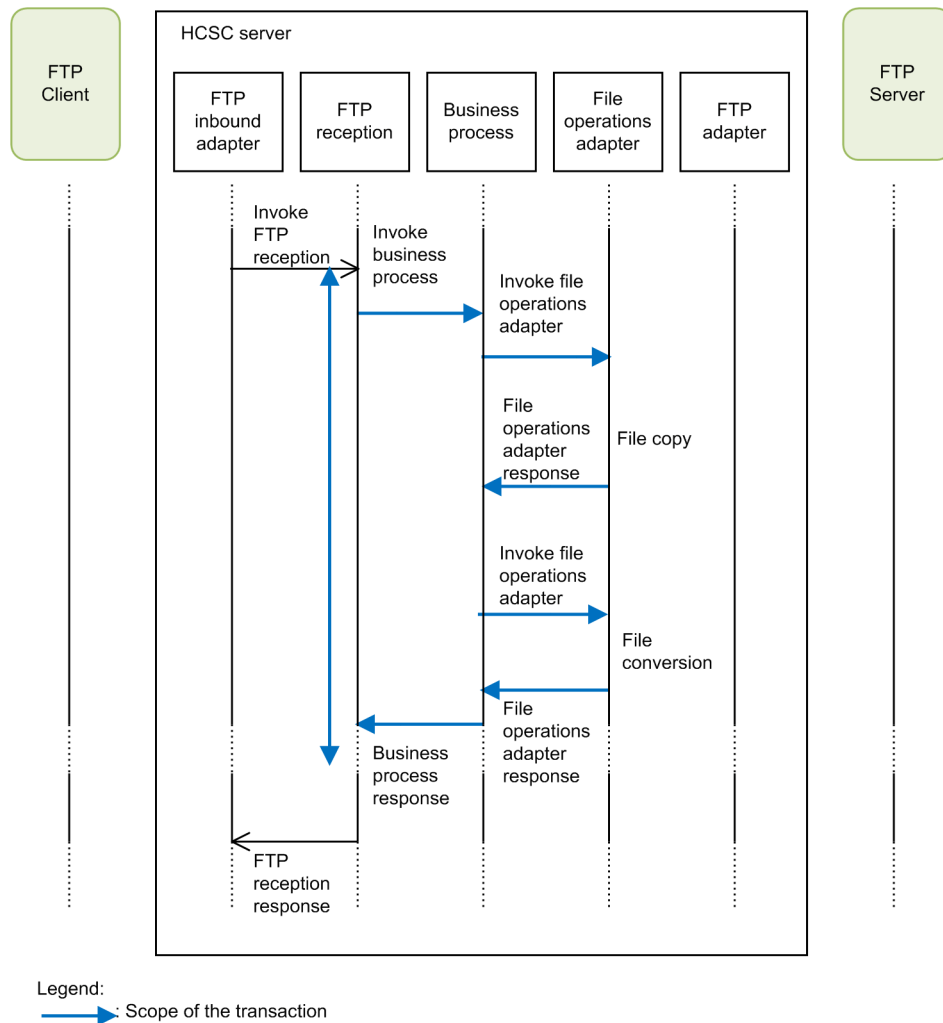 HCSC server
FTP
Client
FTP
inbound
adapter
FTP
reception
Business
process
File
operations
adapter
FTP
adapter
FTP
Server
Invoke
FTP
reception
Invoke
business
process
Invoke file
operations
adapter
File
operations
adapter
response
File copy
Invoke file
operations
adapter
File
conversion
File
operations
adapter
response
Business
process
response
FTP
reception
response
Legend:
: Scope of the transaction